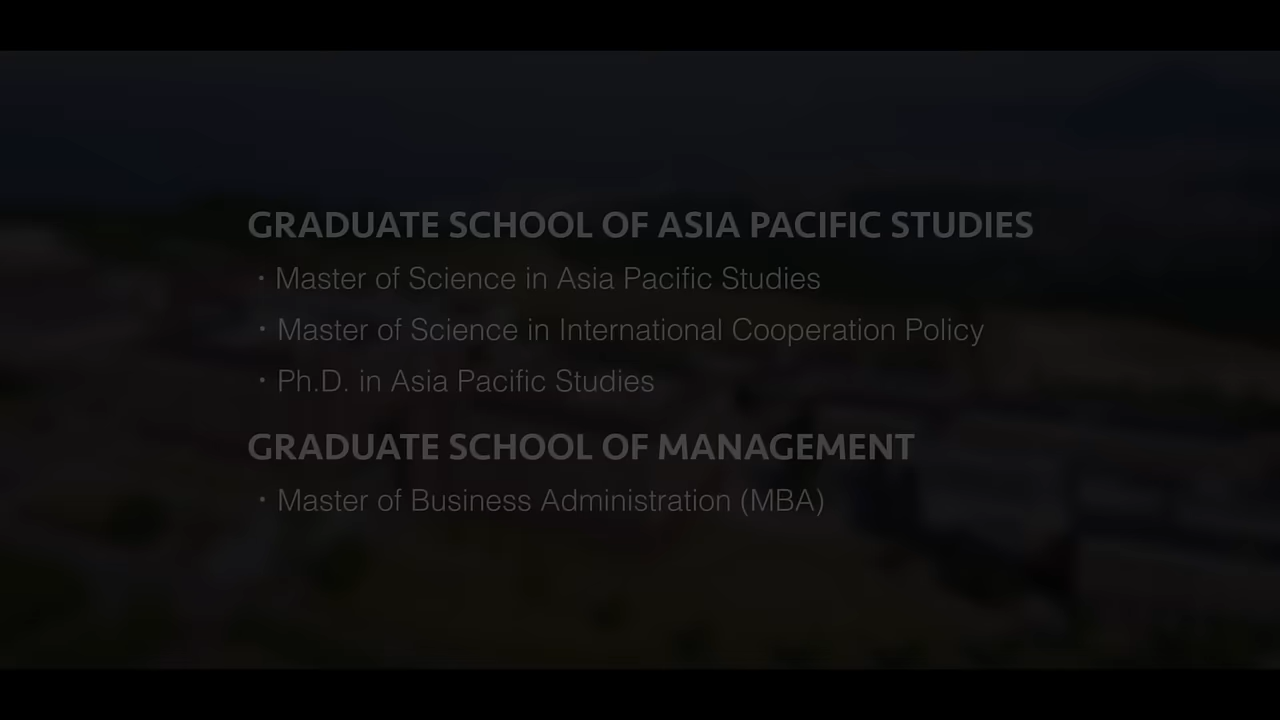 GRADUATE SCHOOL OF ASIA PACIFIC STUDIES
· Master of Science in Asia Pacific Studies
· Master of Science in International Cooperation Policy
· Ph.D. in Asia Pacific Studies
GRADUATE SCHOOL OF MANAGEMENT
· Master of Business Administration (MBA)